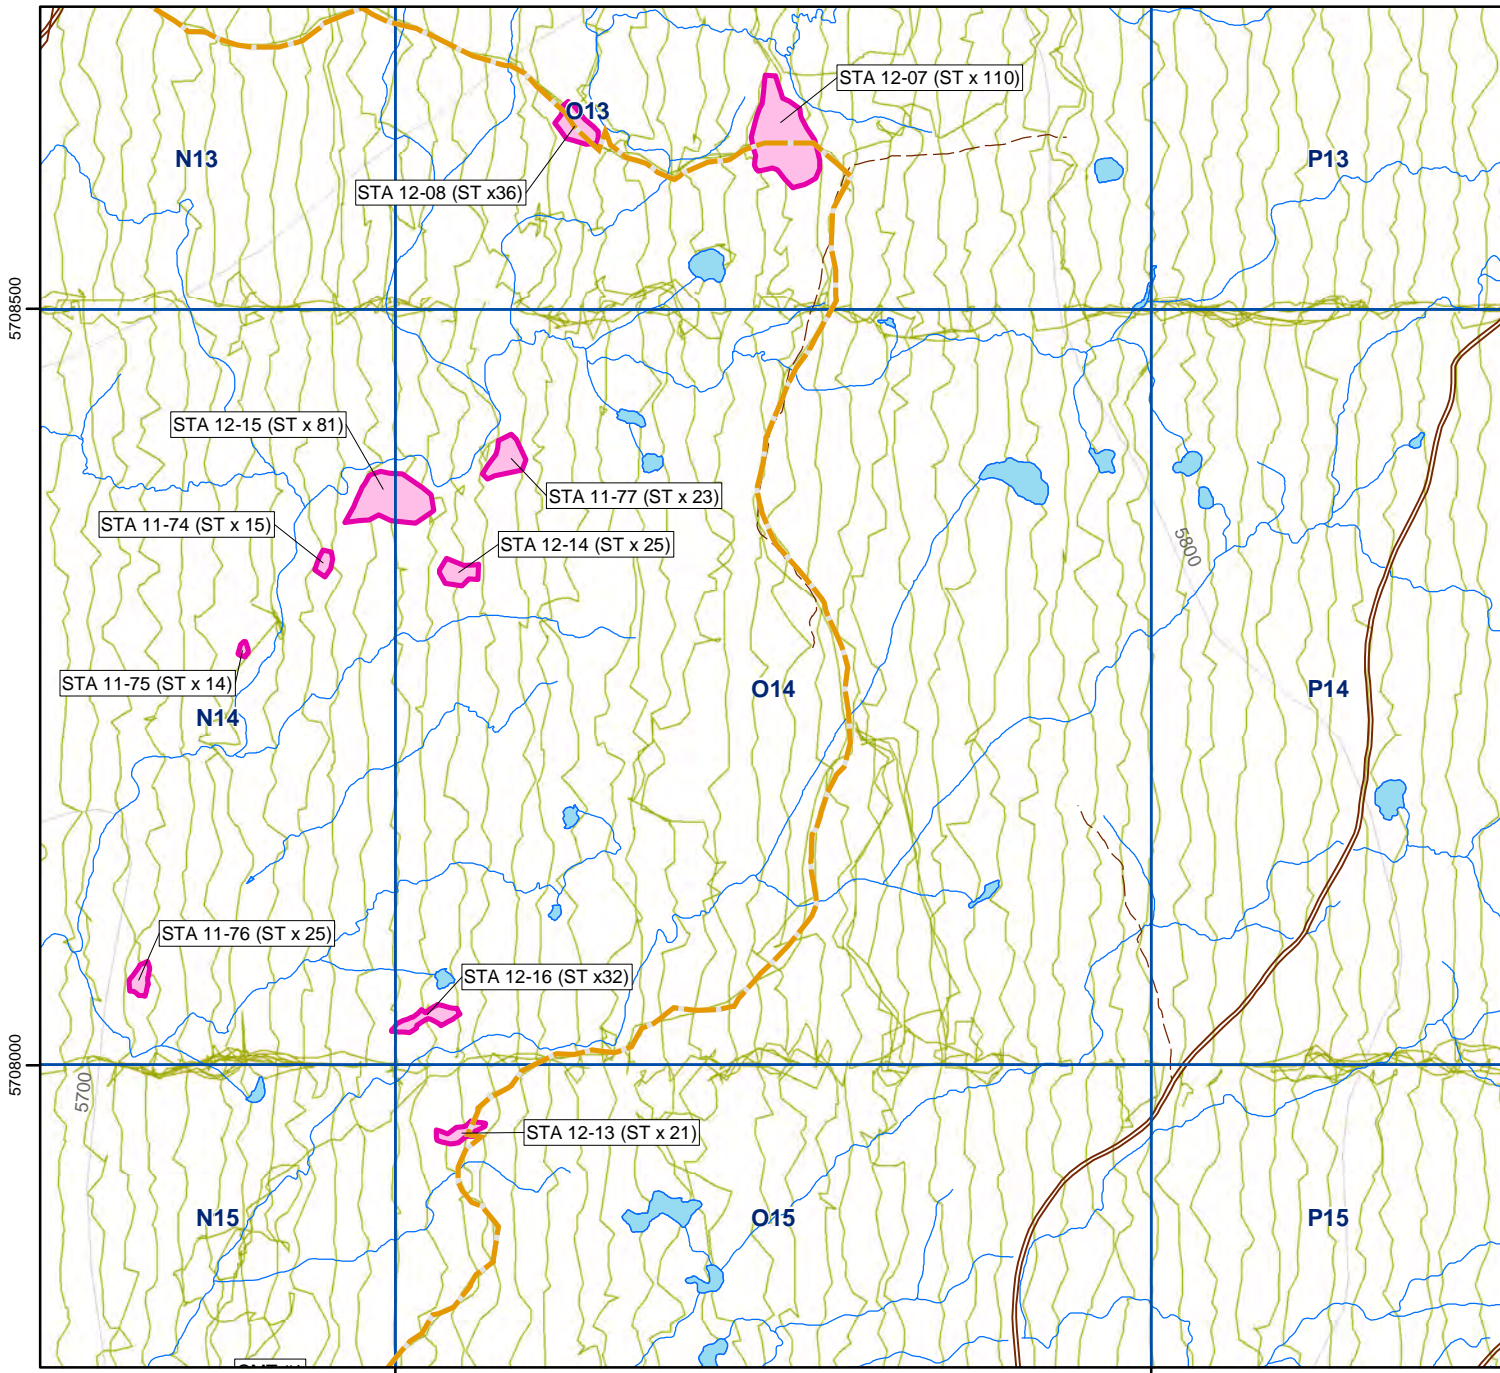 STA 12-07 (ST x 110)
O13
N13
P13
STA 12-08 (ST x36)
5708500
STA 12-15 (ST x 81)
STA 11-77 (ST x 23)
STA 11-74 (ST x 15)
STA 12-14 (ST x 25)
5800
STA 11-75 (ST x 14)
O14
P14
N14
STA 11-76 (ST x 25)
STA 12-16 (ST x32)
5708000
5700
STA 12-13 (ST x 21)
N15
O15
P15